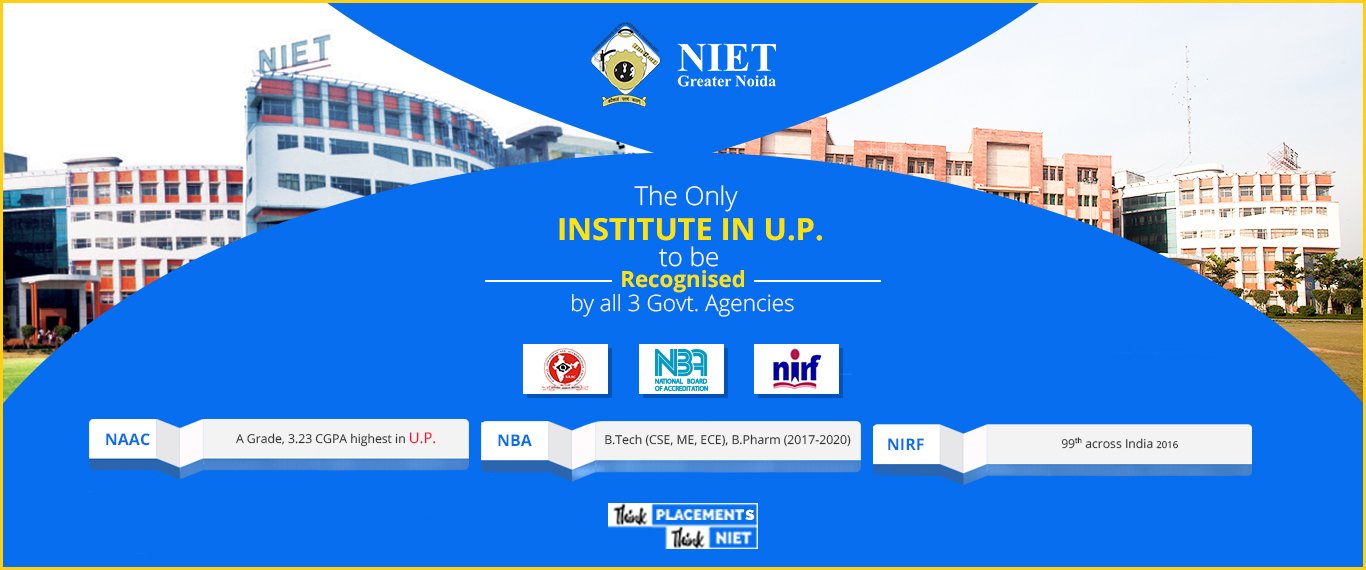 NIET
NIET
Greater Noida
The Only
INSTITUTE IN U.P.
to be
Recognised
by all 3 Govt. Agencies
NBA
NATIONAL BOARD
OF ACCREDITATION
nirf
NAAC
A Grade, 3.23 CGPA highest in U.P.
NBA
B.Tech (CSE, ME, ECE), B.Pharm (2017-2020)
NIRF
99th across India 2016
Think PLACEMENTS
Think NIET